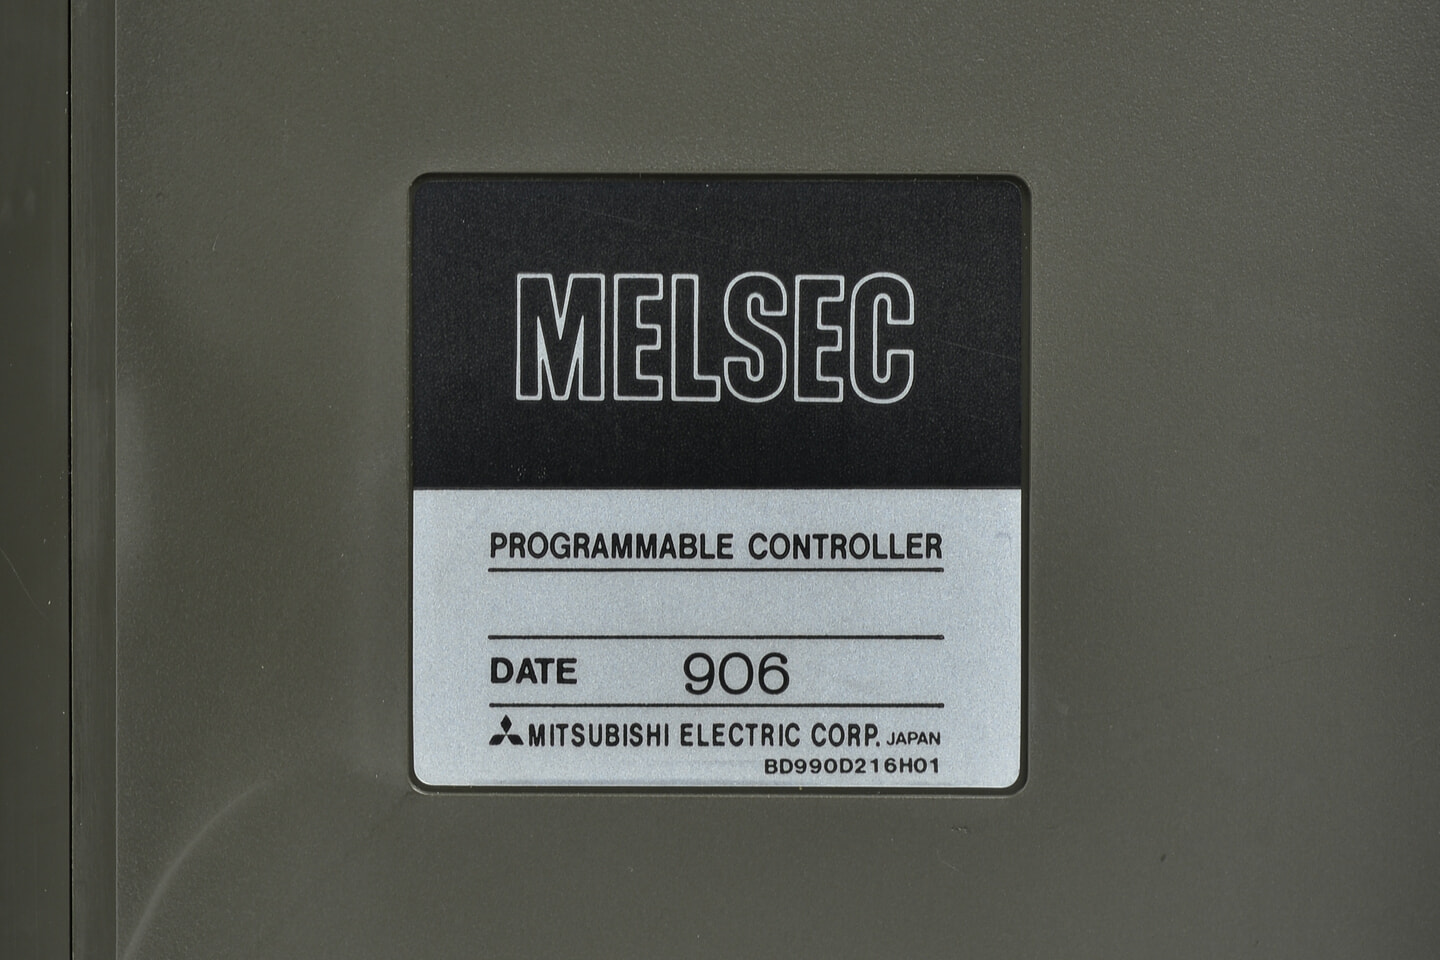 MELSEC
PROGRAMMABLE CONTROLLER
DATE 906
MITSUBISHI ELECTRIC CORP. JAPAN
BD990D216H01